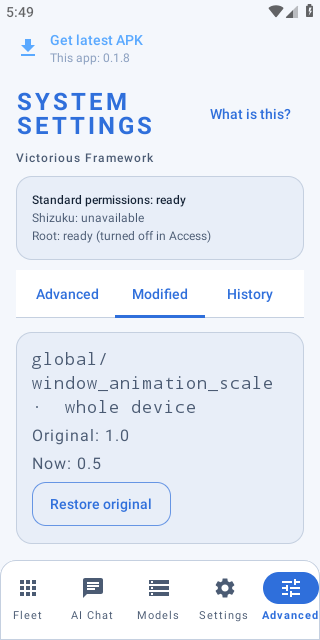 5:49
Get latest APK
This app: 0.1.8
SYSTEM
SETTINGS
What is this?
Victorious Framework
Standard permissions: ready
Shizuku: unavailable
Root: ready (turned off in Access)
Advanced
Modified
History
global/
window_animation_scale
· whole device
Original: 1.0
Now: 0.5
Restore original
Fleet
AI Chat
Models
Settings
Advanced